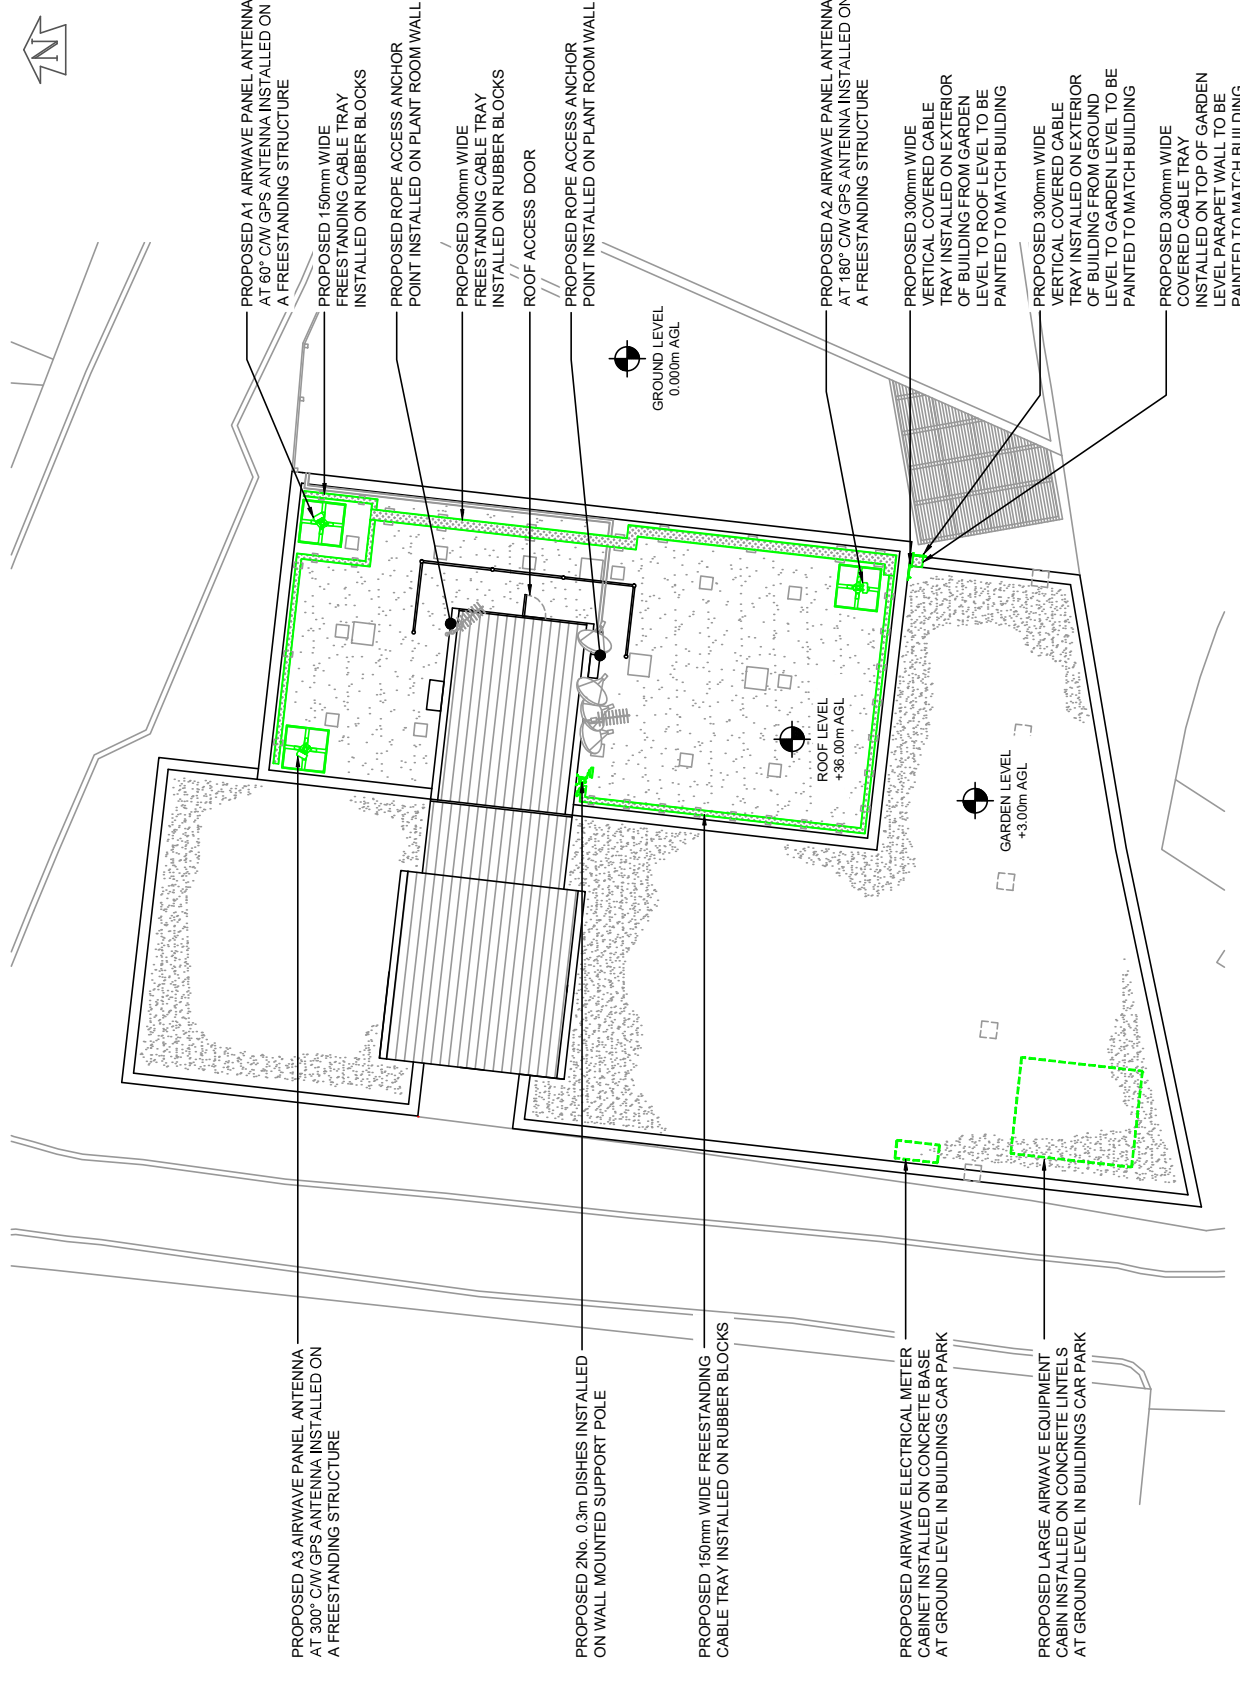 N
PROPOSED A1 AIRWAVE PANEL ANTENNA
AT 60° C/W GPS ANTENNA INSTALLED ON
A FREESTANDING STRUCTURE
PROPOSED 150mm WIDE
FREESTANDING CABLE TRAY
INSTALLED ON RUBBER BLOCKS
PROPOSED ROPE ACCESS ANCHOR
POINT INSTALLED ON PLANT ROOM WALL
PROPOSED 300mm WIDE
FREESTANDING CABLE TRAY
INSTALLED ON RUBBER BLOCKS
ROOF ACCESS DOOR
PROPOSED ROPE ACCESS ANCHOR
POINT INSTALLED ON PLANT ROOM WALL
PROPOSED A2 AIRWAVE PANEL ANTENNA
AT 180° C/W GPS ANTENNA INSTALLED ON
A FREESTANDING STRUCTURE
PROPOSED 300mm WIDE
VERTICAL COVERED CABLE
TRAY INSTALLED ON EXTERIOR
OF BUILDING FROM GARDEN
LEVEL TO ROOF LEVEL TO BE
PAINTED TO MATCH BUILDING
PROPOSED 300mm WIDE
VERTICAL COVERED CABLE
TRAY INSTALLED ON EXTERIOR
OF BUILDING FROM GROUND
LEVEL TO GARDEN LEVEL TO BE
PAINTED TO MATCH BUILDING
PROPOSED 300mm WIDE
COVERED CABLE TRAY
INSTALLED ON TOP OF GARDEN
LEVEL PARAPET WALL TO BE
PAINTED TO MATCH BUILDING
GROUND LEVEL
0.000m AGL
ROOF LEVEL
+36.00m AGL
GARDEN LEVEL
+3.00m AGL
PROPOSED A3 AIRWAVE PANEL ANTENNA
AT 300° C/W GPS ANTENNA INSTALLED ON
A FREESTANDING STRUCTURE
PROPOSED 2No. 0.3m DISHES INSTALLED
ON WALL MOUNTED SUPPORT POLE
PROPOSED 150mm WIDE FREESTANDING
CABLE TRAY INSTALLED ON RUBBER BLOCKS
PROPOSED AIRWAVE ELECTRICAL METER
CABINET INSTALLED ON CONCRETE BASE
AT GROUND LEVEL IN BUILDINGS CAR PARK
PROPOSED LARGE AIRWAVE EQUIPMENT
CABIN INSTALLED ON CONCRETE LINTELS
AT GROUND LEVEL IN BUILDINGS CAR PARK